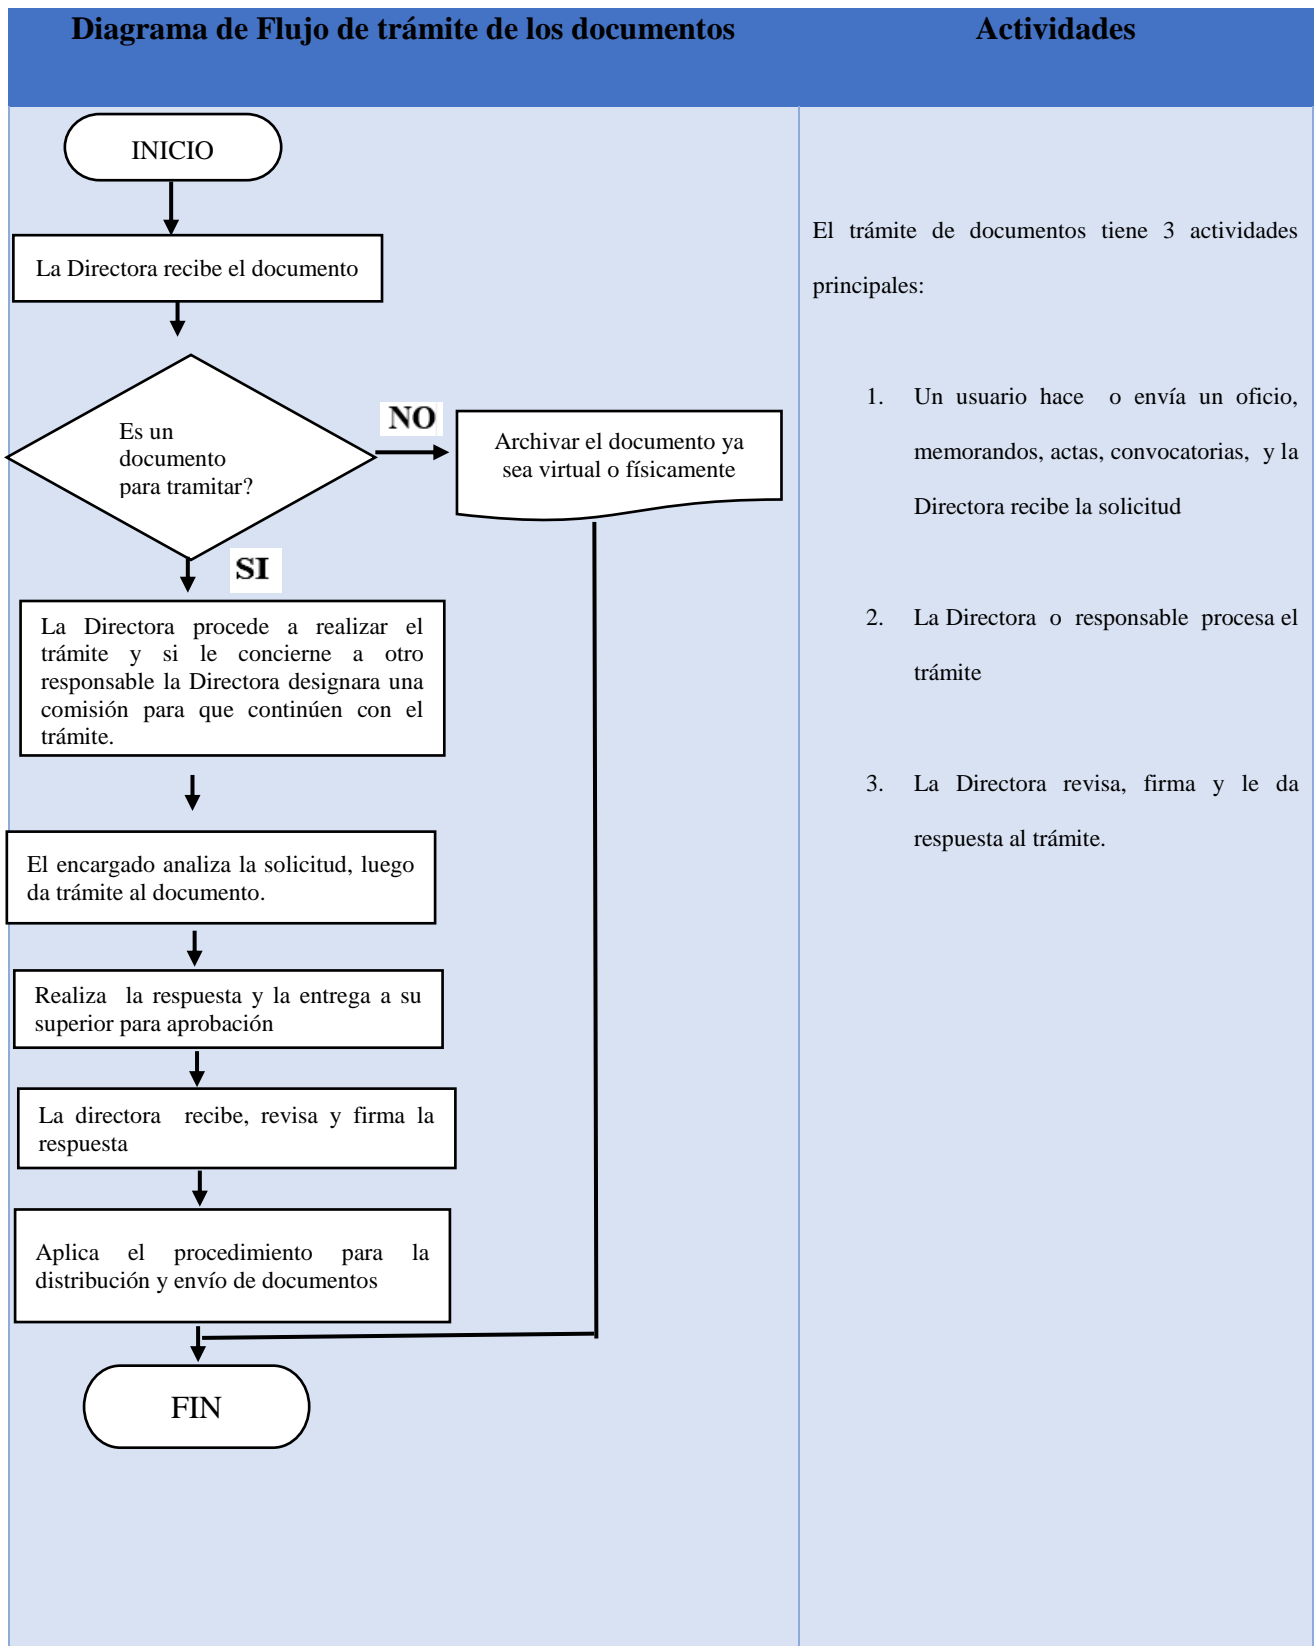 Diagrama de Flujo de trámite de los documentos
Actividades
INICIO
La Directora recibe el documento
Es un
documento
para tramitar?
NO
Archivar el documento ya
sea virtual o físicamente
SI
La Directora procede a realizar el
trámite y si le concierne a otro
responsable la Directora designara una
comisión para que continúen con el
trámite.
El encargado analiza la solicitud, luego
da trámite al documento.
Realiza la respuesta y la entrega a su
superior para aprobación
La directora recibe, revisa y firma la
respuesta
Aplica el procedimiento para la
distribución y envío de documentos
FIN
El trámite de documentos tiene 3 actividades
principales:
1. Un usuario hace o envía un oficio,
memorandos, actas, convocatorias, y la
Directora recibe la solicitud
2. La Directora o responsable procesa el
trámite
3. La Directora revisa, firma y le da
respuesta al trámite.